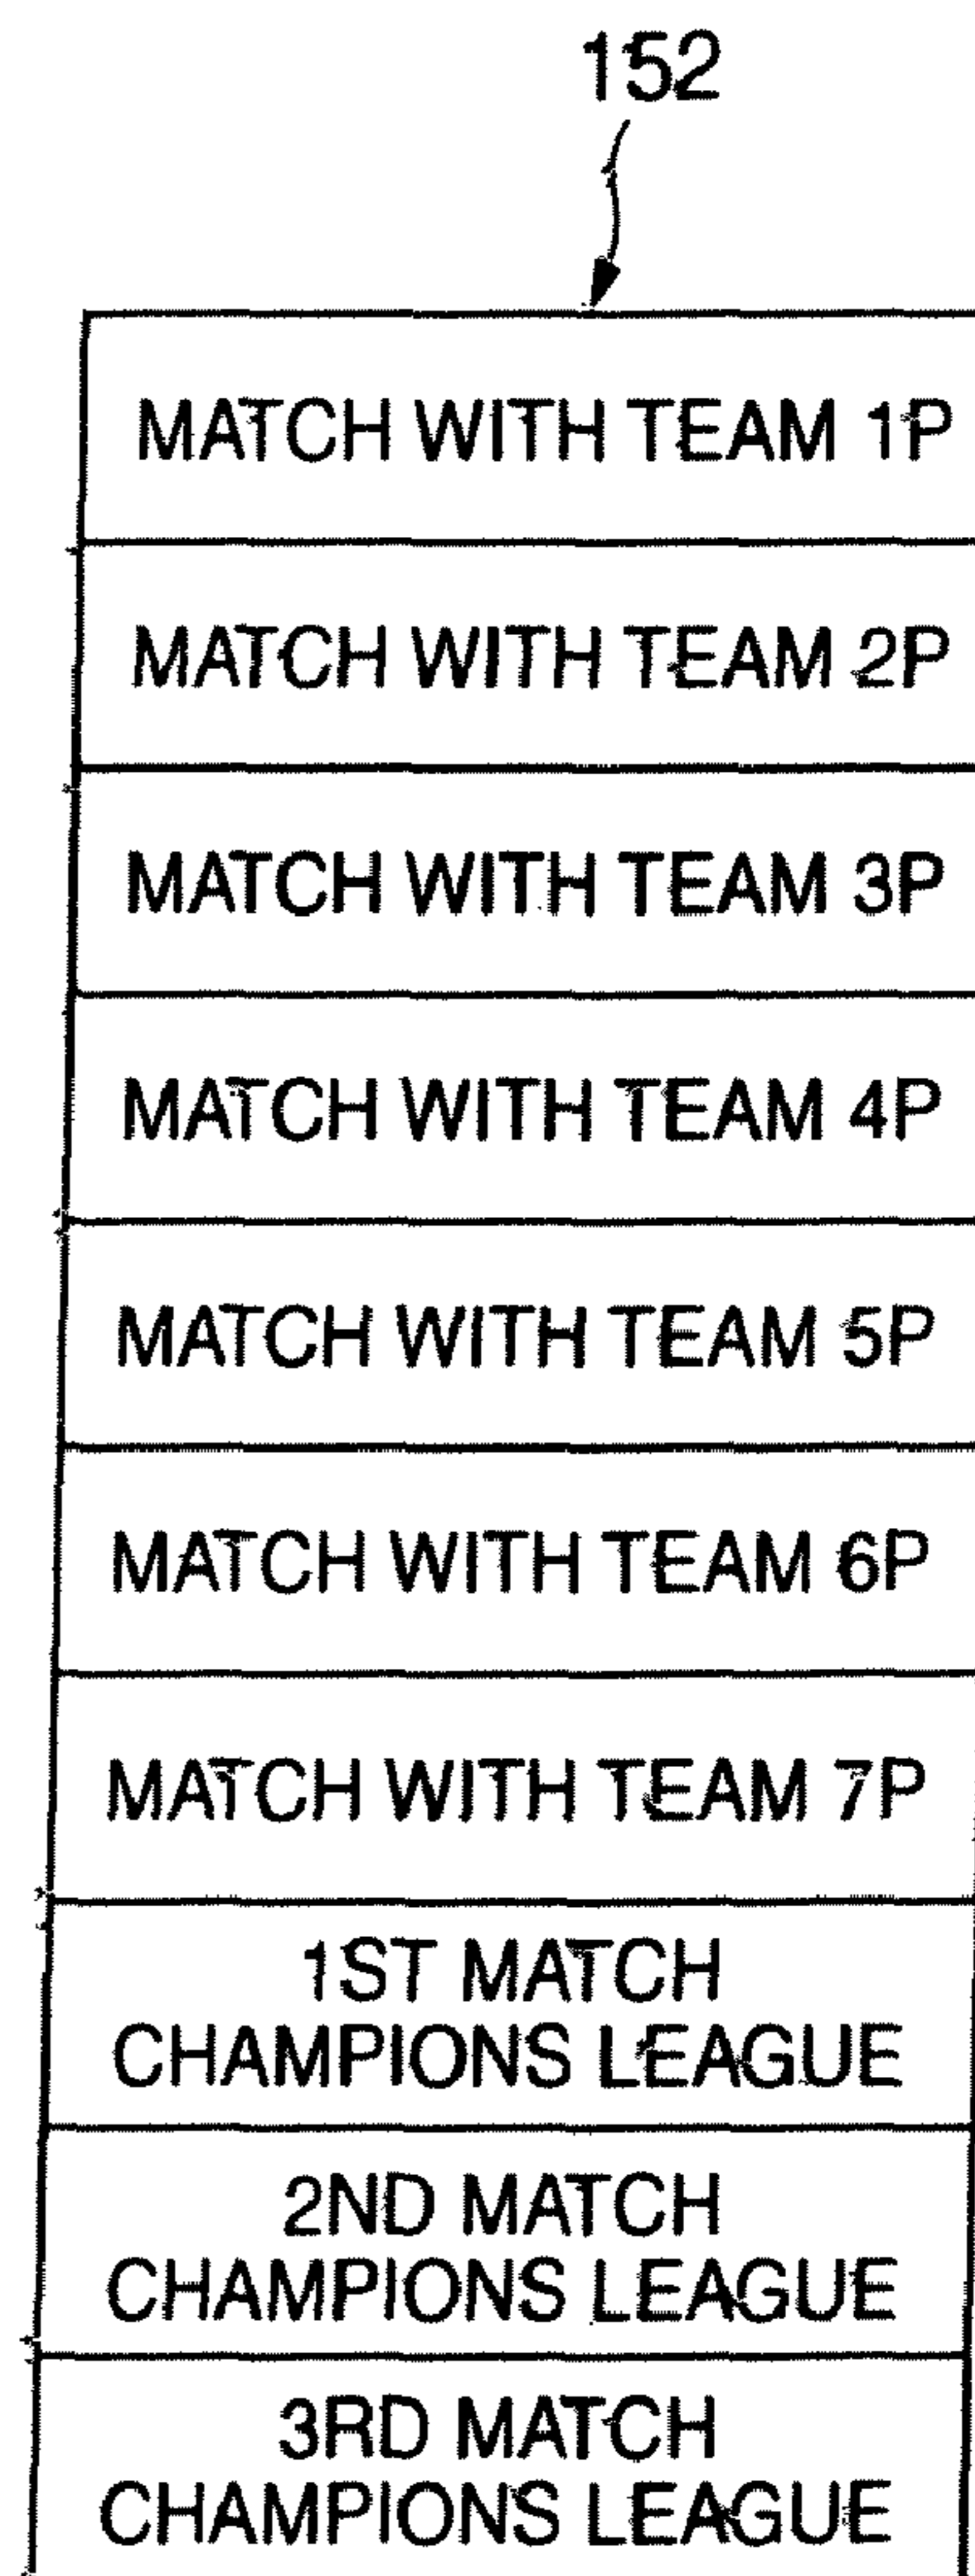 152
MATCH WITH TEAM 1P
MATCH WITH TEAM 2P
MATCH WITH TEAM 3P
MATCH WITH TEAM 4P
MATCH WITH TEAM 5P
MATCH WITH TEAM 6P
MATCH WITH TEAM 7P
1ST MATCH
CHAMPIONS LEAGUE
2ND MATCH
CHAMPIONS LEAGUE
3RD MATCH
CHAMPIONS LEAGUE